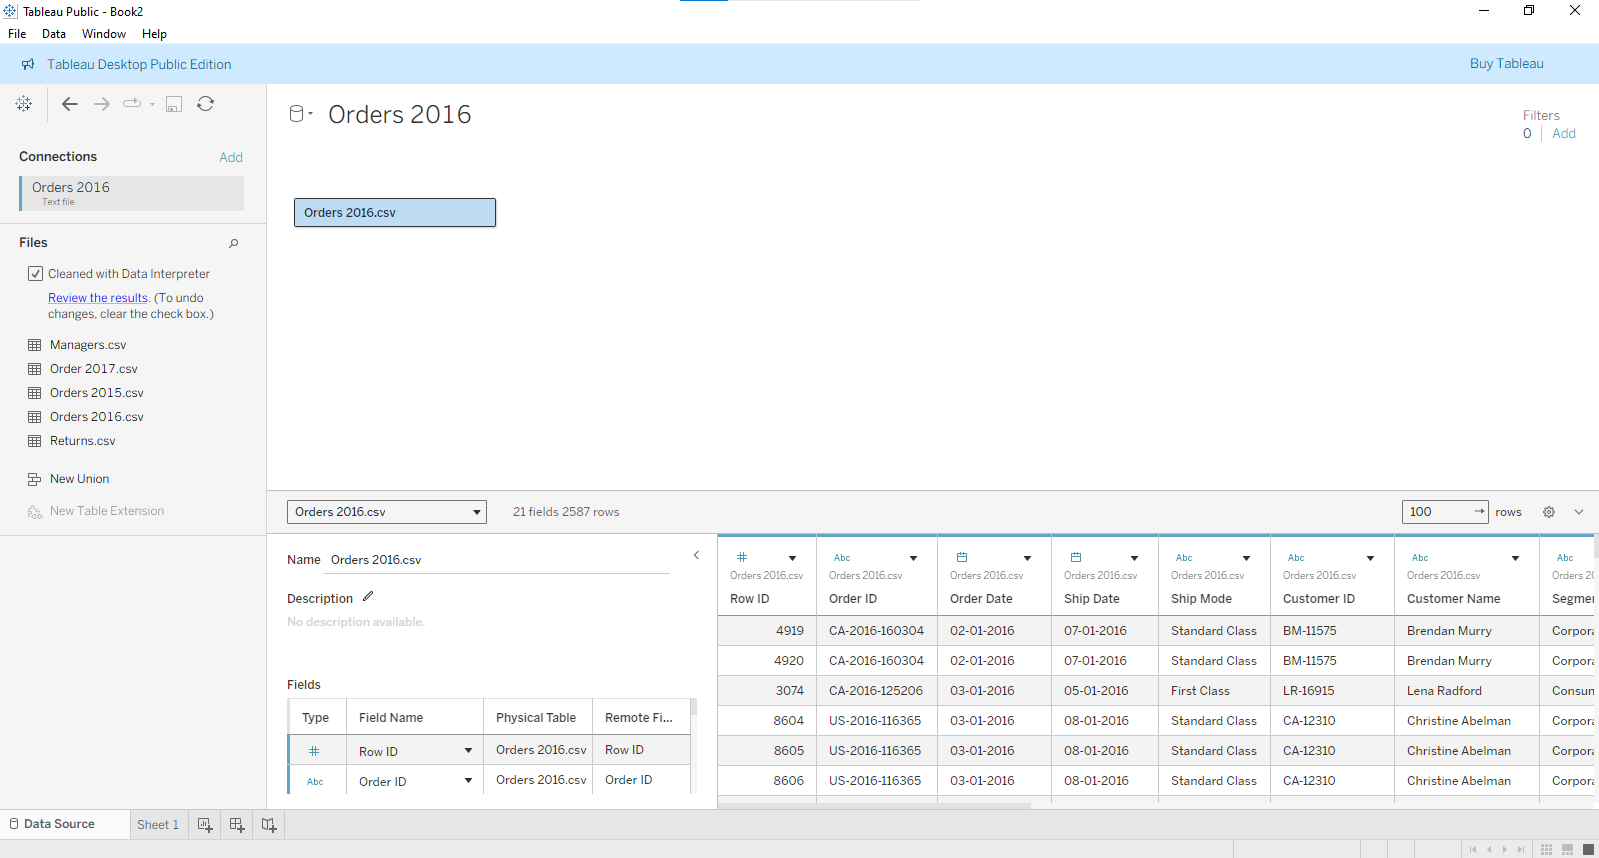 Tableau Public - Book2
File Data Window Help
Tableau Desktop Public Edition
Buy Tableau
Orders 2016
Filters
0 Add
Connections Add
Orders 2016
Text file
Orders 2016.csv
Files
Cleaned with Data Interpreter
Review the results. (To undo
changes, clear the check box.)
Managers.csv
Order 2017.csv
Orders 2015.csv
Orders 2016.csv
Returns.csv
New Union
New Table Extension
Orders 2016.csv 21 fields 2587 rows 100 rows
Name Orders 2016.csv
Description
No description available.
Fields
Type Field Name Physical Table Remote Fi...
# Row ID Orders 2016.csv Row ID
Abc Order ID Orders 2016.csv Order ID
# Abc Abc Abc Abc Abc
Orders 2016.csv Orders 2016.csv Orders 2016.csv Orders 2016.csv Orders 2016.csv Orders 2016.csv Orders 2016.csv Orders 20
Row ID Order ID Order Date Ship Date Ship Mode Customer ID Customer Name Segmen
4919 CA-2016-160304 02-01-2016 07-01-2016 Standard Class BM-11575 Brendan Murry Corpora
4920 CA-2016-160304 02-01-2016 07-01-2016 Standard Class BM-11575 Brendan Murry Corpora
3074 CA-2016-125206 03-01-2016 05-01-2016 First Class LR-16915 Lena Radford Consun
8604 US-2016-116365 03-01-2016 08-01-2016 Standard Class CA-12310 Christine Abelman Corpora
8605 US-2016-116365 03-01-2016 08-01-2016 Standard Class CA-12310 Christine Abelman Corpora
8606 US-2016-116365 03-01-2016 08-01-2016 Standard Class CA-12310 Christine Abelman Corpora
Data Source Sheet 1